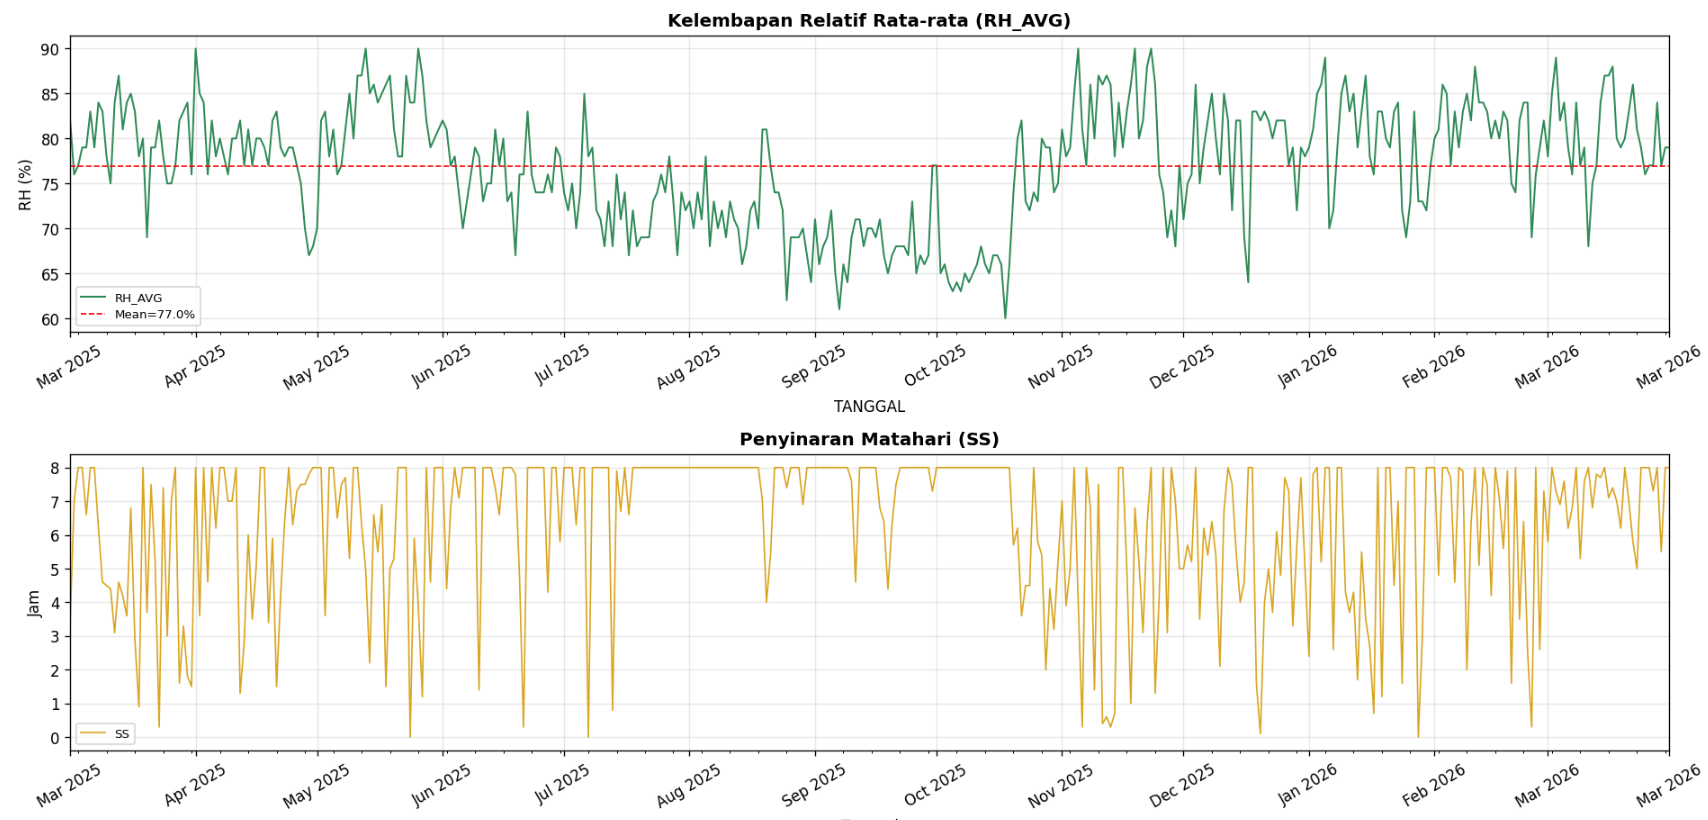 Kelembapan Relatif Rata-rata (RH_AVG)
RH (%)
90
85
80
75
70
65
60
RH_AVG
Mean=77.0%
Mar 2025
Apr 2025
May 2025
Jun 2025
Jul 2025
Aug 2025
Sep 2025
Oct 2025
Nov 2025
Dec 2025
Jan 2026
Feb 2026
Mar 2026
Mar 2026
TANGGAL
Penyinaran Matahari (SS)
Jam
8
7
6
5
4
3
2
1
0
SS
Mar 2025
Apr 2025
May 2025
Jun 2025
Jul 2025
Aug 2025
Sep 2025
Oct 2025
Nov 2025
Dec 2025
Jan 2026
Feb 2026
Mar 2026
Mar 2026